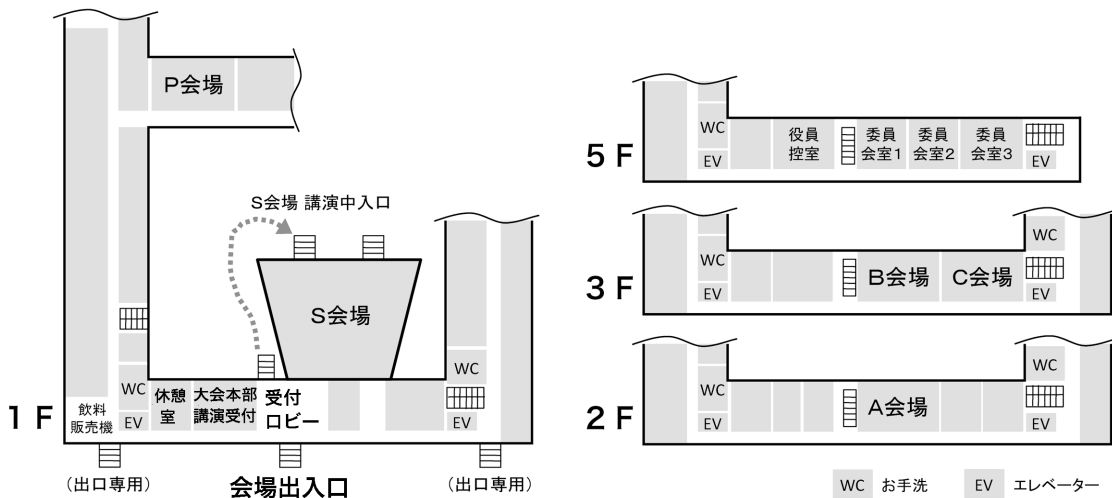 P会場
S会場 講演中入口
S会場
WC
WC
休憩
室
大会本部
講演受付
受付
ロビー
飲料
販売機
EV
EV
1F
(出口専用)
会場出入口
(出口専用)
5F
WC
EV
役員
控室
委員
会室1
委員
会室2
委員
会室3
EV
3F
WC
EV
B会場
C会場
WC
EV
2F
WC
EV
A会場
WC
EV
WC お手洗
EV エレベーター